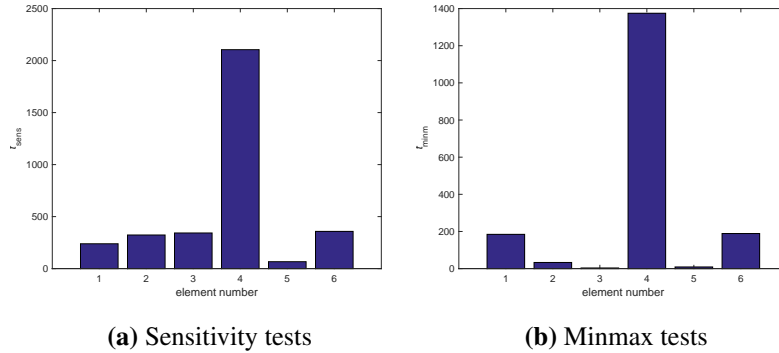 2500
2000
1500
1000
500
0
t_sens
1 2 3 4 5 6
element number
(a) Sensitivity tests
1400
1200
1000
800
600
400
200
0
t_minm
1 2 3 4 5 6
element number
(b) Minmax tests